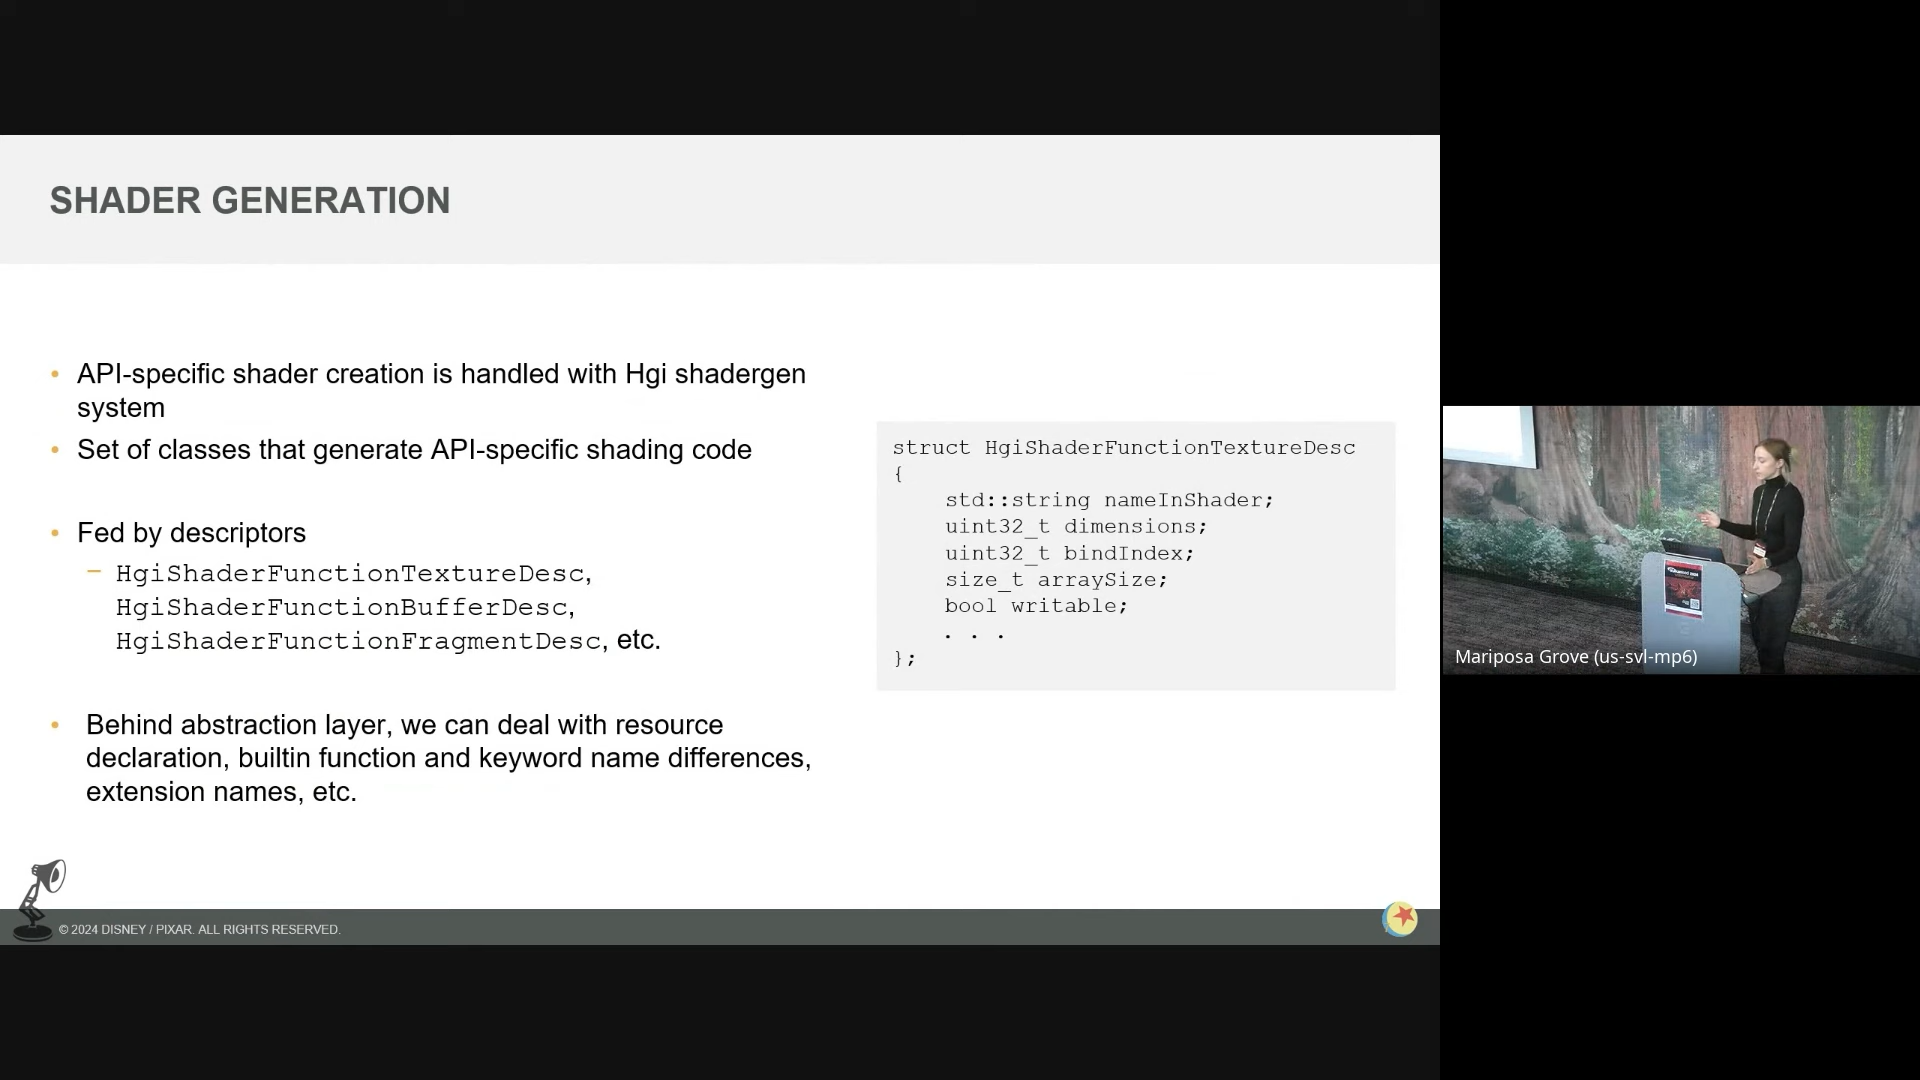 SHADER GENERATION
• API-specific shader creation is handled with Hgi shadergen
system
• Set of classes that generate API-specific shading code
• Fed by descriptors
– HgiShaderFunctionTextureDesc,
HgiShaderFunctionBufferDesc,
HgiShaderFunctionFragmentDesc, etc.
• Behind abstraction layer, we can deal with resource
declaration, builtin function and keyword name differences,
extension names, etc.
struct HgiShaderFunctionTextureDesc
{
    std::string nameInShader;
    uint32_t dimensions;
    uint32_t bindIndex;
    size_t arraySize;
    bool writable;
    . . .
};
© 2024 DISNEY / PIXAR. ALL RIGHTS RESERVED.
Mariposa Grove (us-svl-mp6)